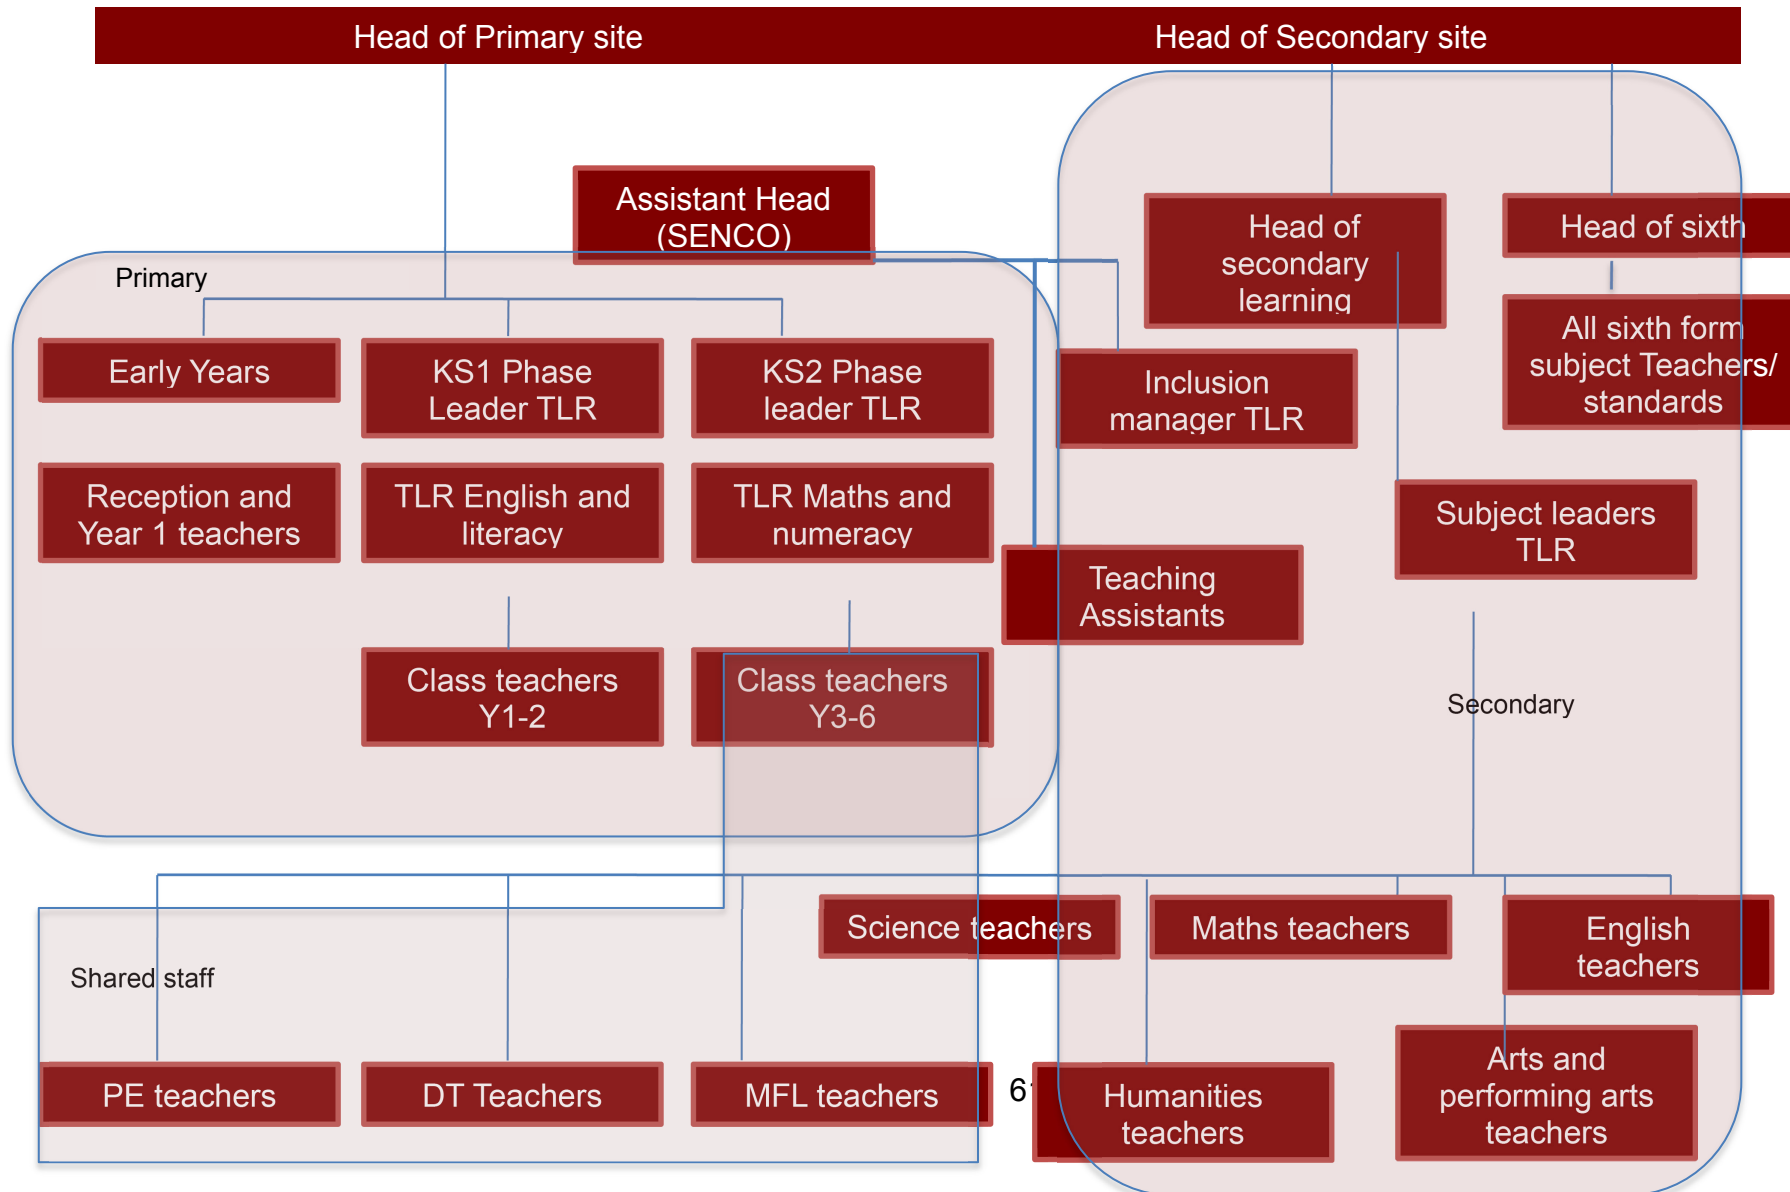 Head of Primary site
Head of Secondary site
Assistant Head
(SENCO)
Head of
secondary
learning
Head of sixth
Primary
Early Years
KS1 Phase
Leader TLR
KS2 Phase
leader TLR
Inclusion
manager TLR
All sixth form
subject Teachers/
standards
Reception and
Year 1 teachers
TLR English and
literacy
TLR Maths and
numeracy
Subject leaders
TLR
Teaching
Assistants
Class teachers
Y1-2
Class teachers
Y3-6
Secondary
Science teachers
Maths teachers
English
teachers
Shared staff
PE teachers
DT Teachers
MFL teachers
Humanities
teachers
Arts and
performing arts
teachers